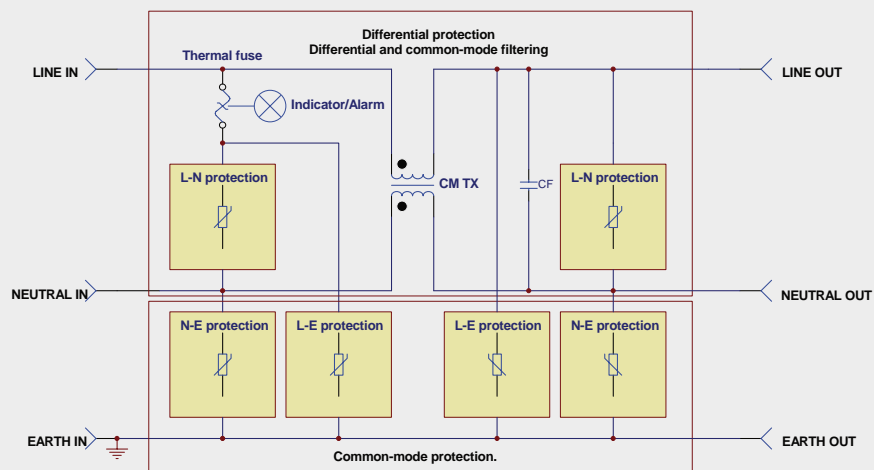 Differential protection
Differential and common-mode filtering
Thermal fuse
LINE IN
LINE OUT
Indicator/Alarm
L-N protection
CM TX
CF
L-N protection
NEUTRAL IN
NEUTRAL OUT
N-E protection
L-E protection
L-E protection
N-E protection
EARTH IN
EARTH OUT
Common-mode protection.